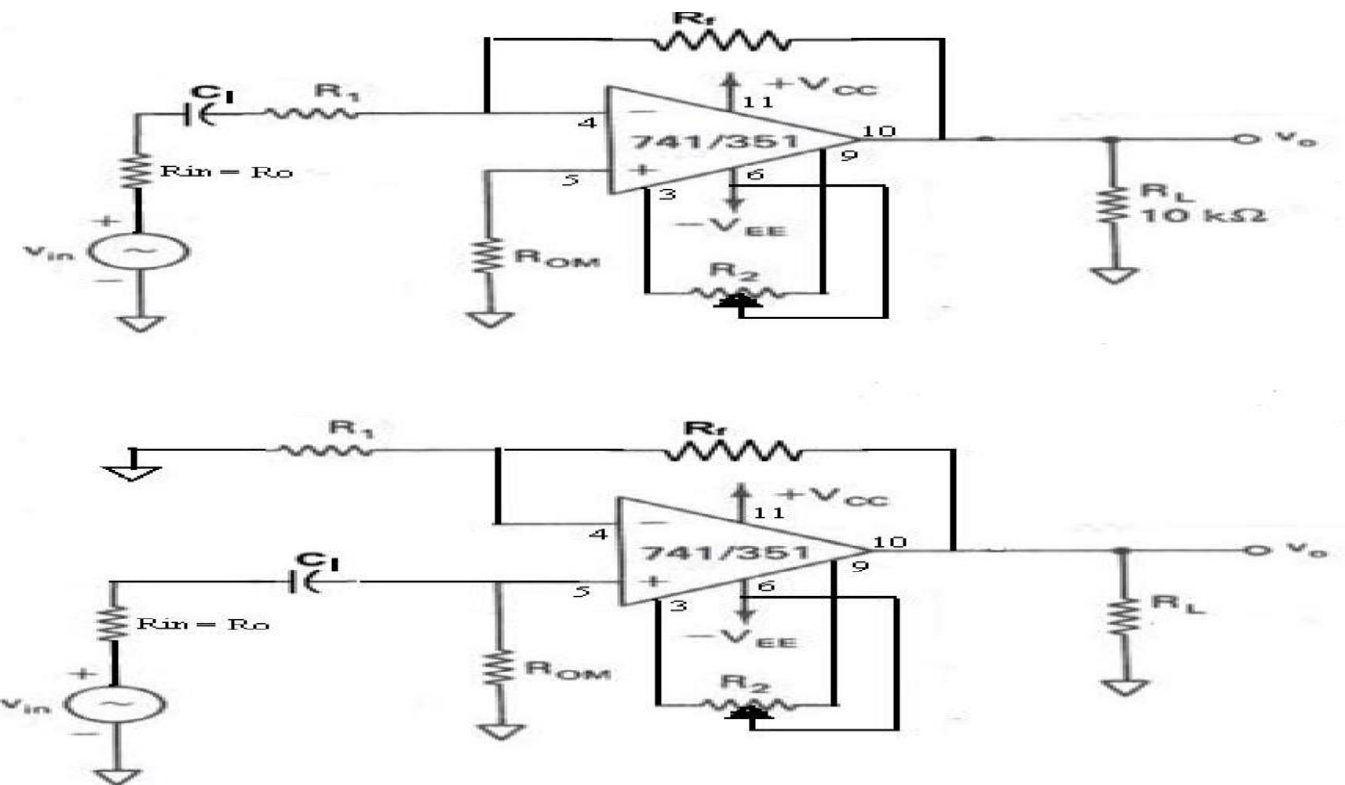 Rf
C1
R1
+VCC
11
4
−
741/351
10
9
5
+
6
3
Rin = Ro
+
vin
−
−VEE
ROM
R2
RL
10 kΩ
vo
R1
Rf
+VCC
11
4
−
741/351
10
9
C1
5
+
6
3
Rin = Ro
−VEE
ROM
R2
RL
vo
+
vin
−